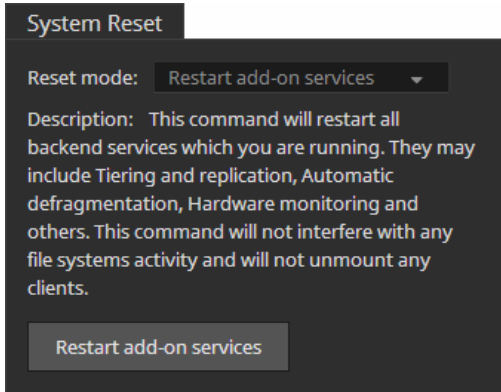 System Reset
Reset mode: Restart add-on services
Description: This command will restart all
backend services which you are running. They may
include Tiering and replication, Automatic
defragmentation, Hardware monitoring and
others. This command will not interfere with any
file systems activity and will not unmount any
clients.
Restart add-on services